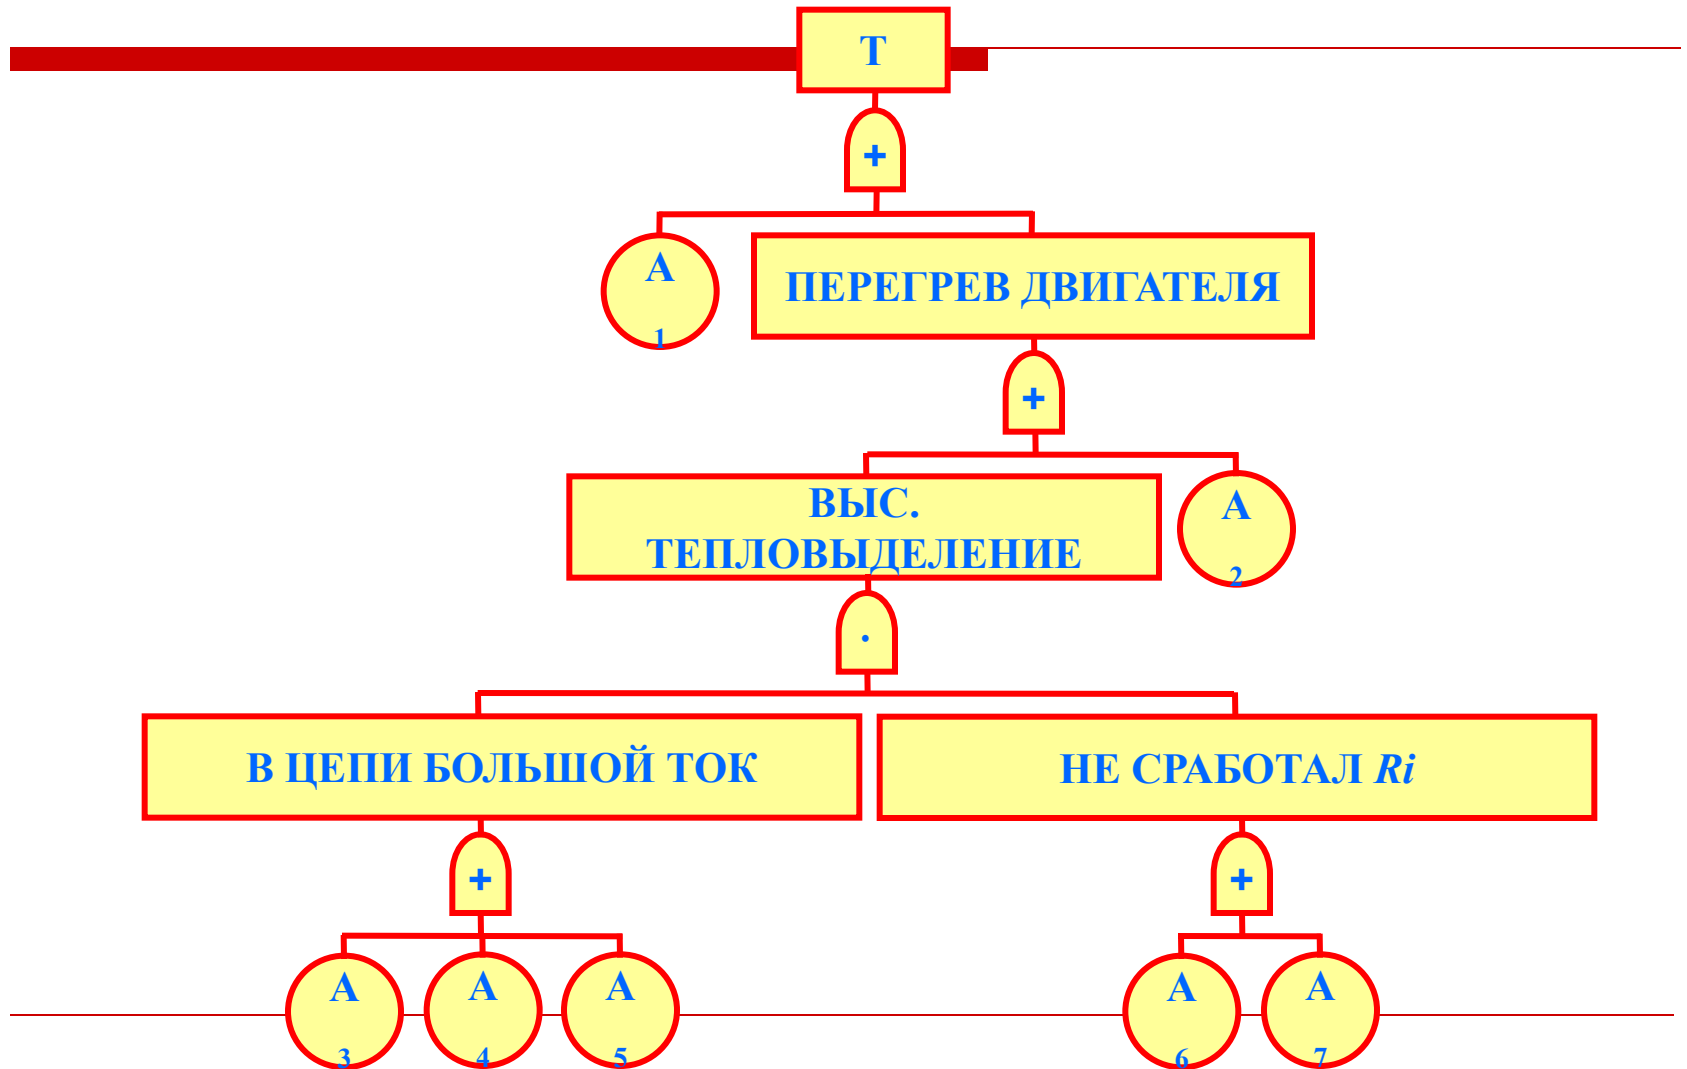 Т
+
А
1
ПЕРЕГРЕВ ДВИГАТЕЛЯ
+
ВЫС.
ТЕПЛОВЫДЕЛЕНИЕ
А
2
.
В ЦЕПИ БОЛЬШОЙ ТОК
НЕ СРАБОТАЛ Ri
+
+
А
3
А
4
А
5
А
6
А
7